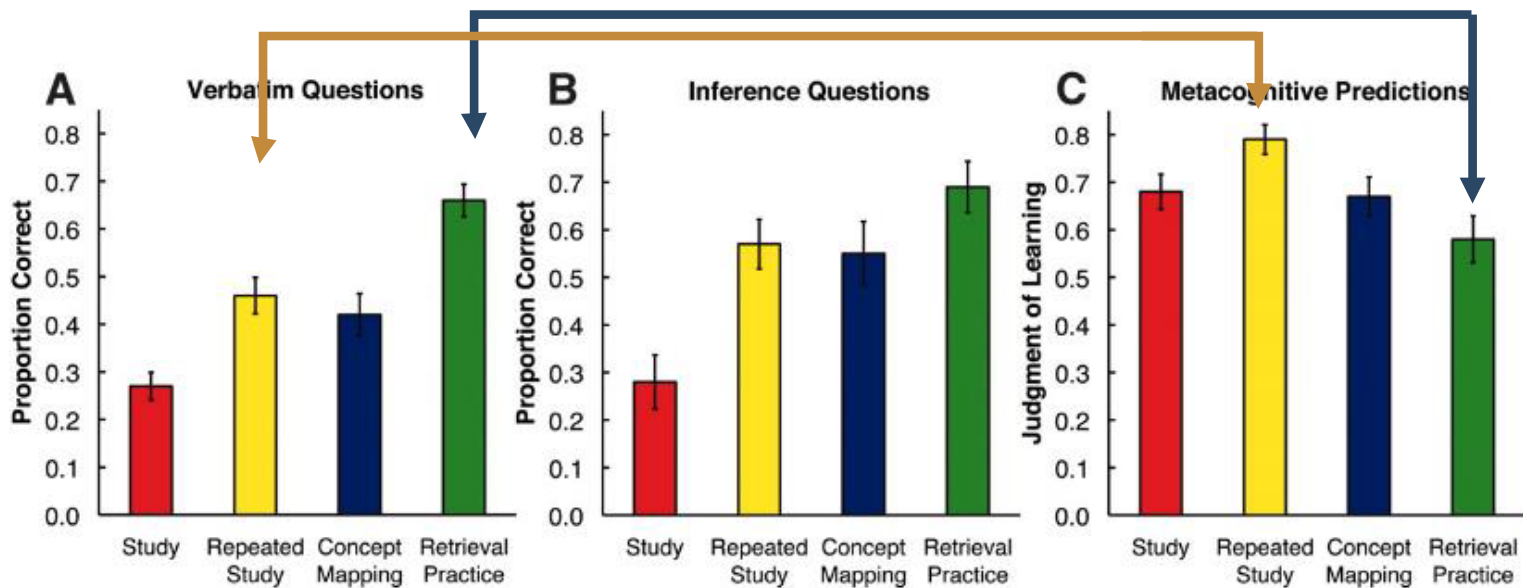 A
Verbatim Questions
Proportion Correct
0.8
0.7
0.6
0.5
0.4
0.3
0.2
0.1
0.0
Study
Repeated
Study
Concept
Mapping
Retrieval
Practice
B
Inference Questions
Proportion Correct
0.8
0.7
0.6
0.5
0.4
0.3
0.2
0.1
0.0
Study
Repeated
Study
Concept
Mapping
Retrieval
Practice
C
Metacognitive Predictions
Judgment of Learning
0.8
0.7
0.6
0.5
0.4
0.3
0.2
0.1
0.0
Study
Repeated
Study
Concept
Mapping
Retrieval
Practice